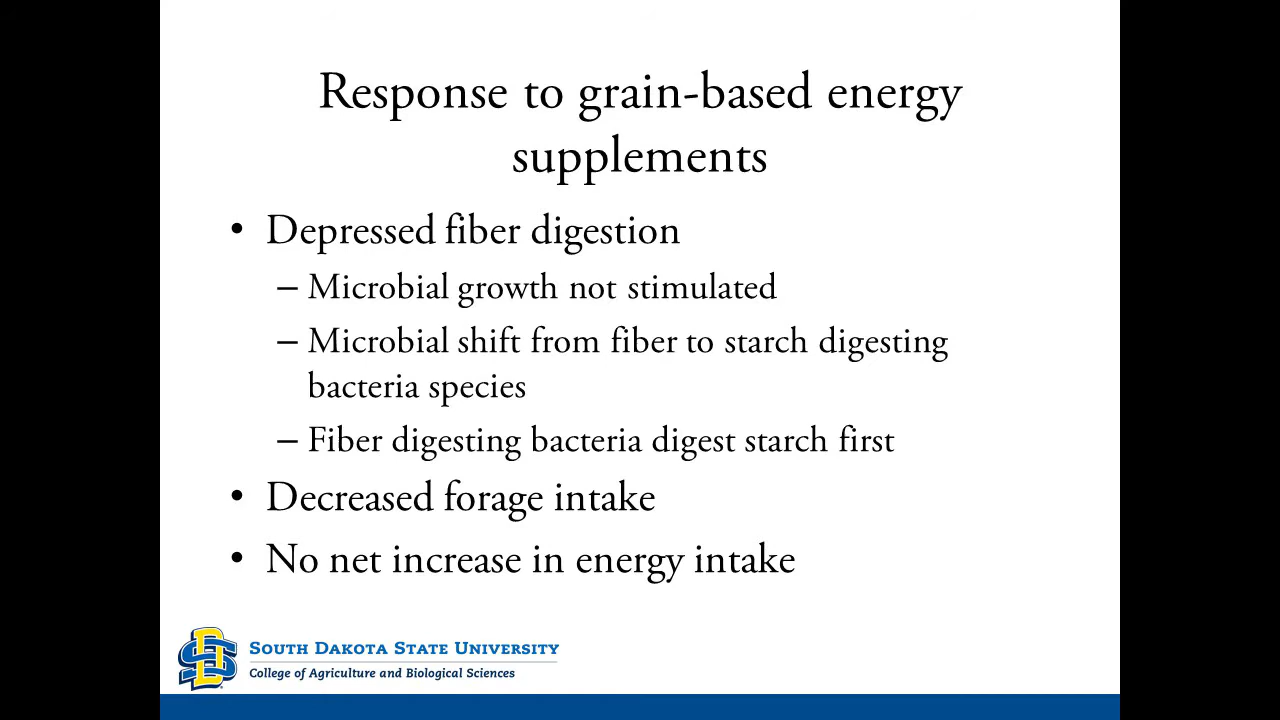 Response to grain-based energy
supplements
• Depressed fiber digestion
– Microbial growth not stimulated
– Microbial shift from fiber to starch digesting
bacteria species
– Fiber digesting bacteria digest starch first
• Decreased forage intake
• No net increase in energy intake
South Dakota State University
College of Agriculture and Biological Sciences